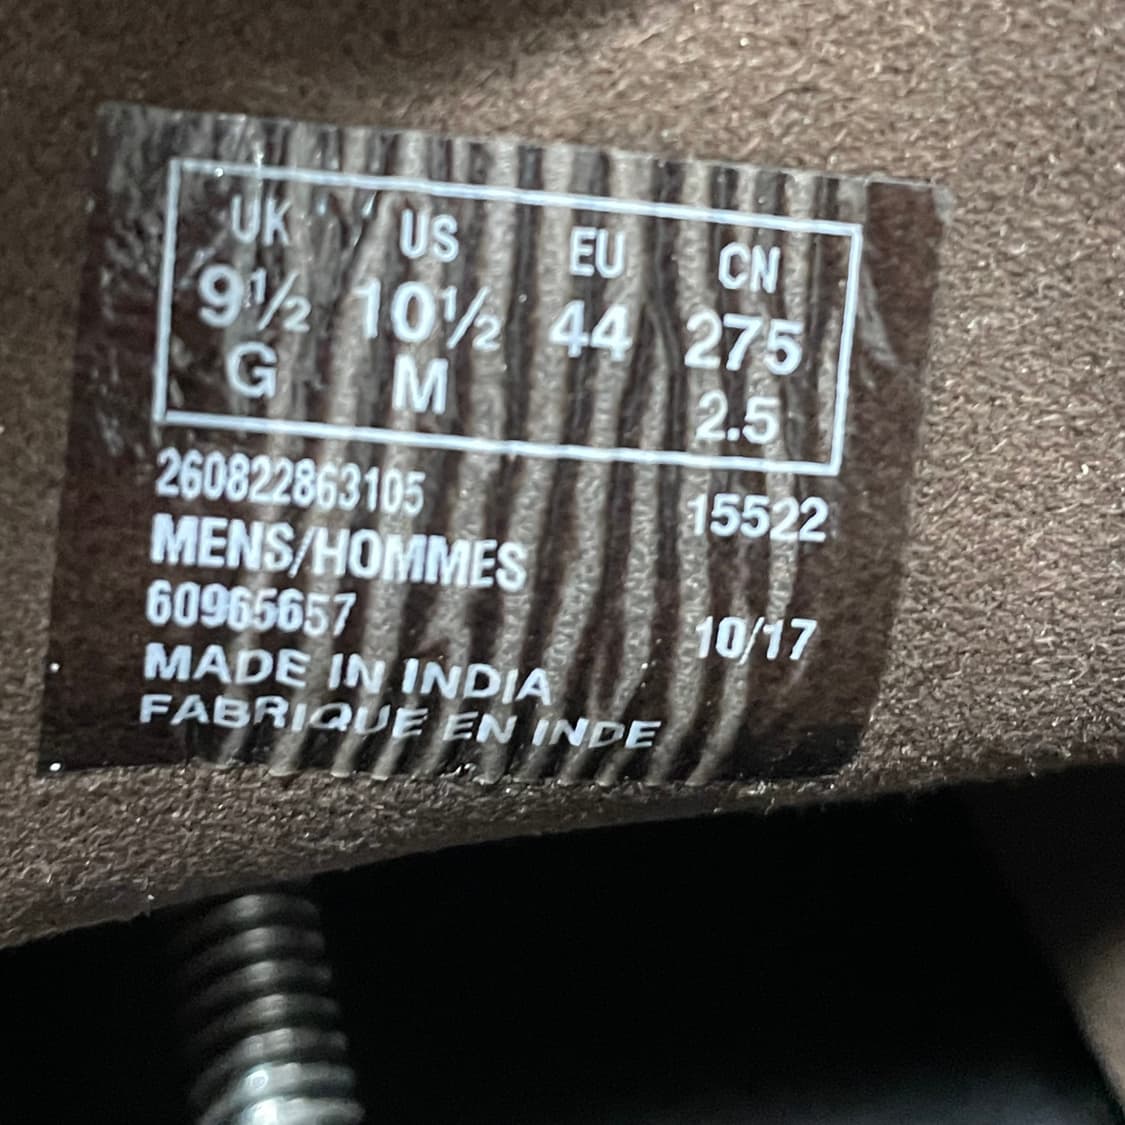 UK US EU CN
9½ 10½ 44 275
G M 2.5
260822863105 15522
MENS/HOMMES
60965657 10/17
MADE IN INDIA
FABRIQUE EN INDE